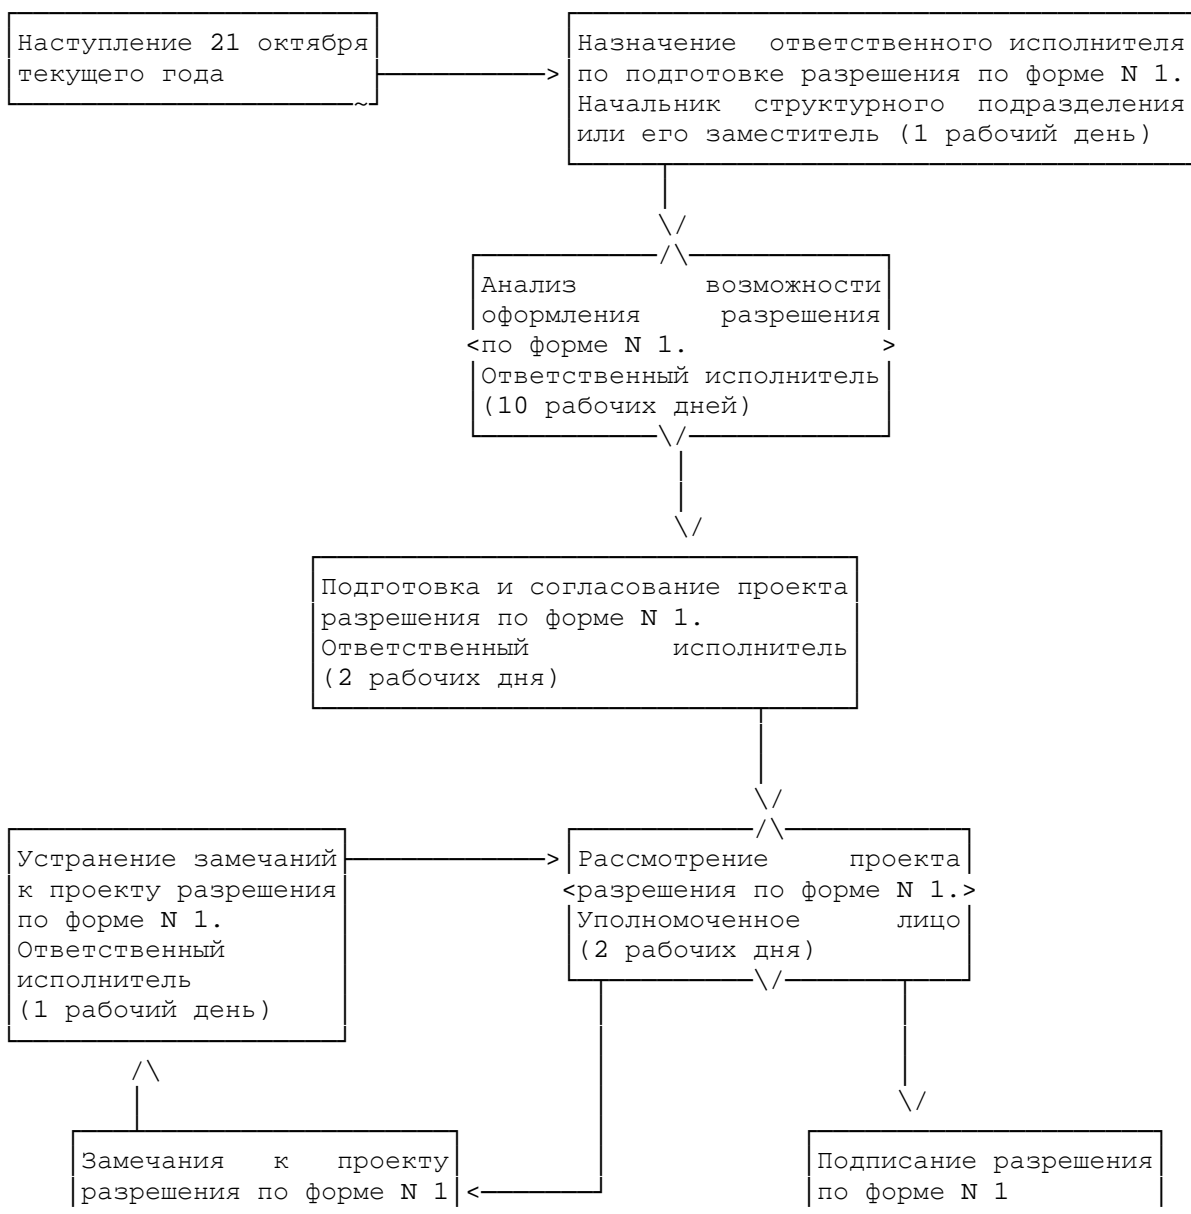 Наступление 21 октября
текущего года
Назначение ответственного исполнителя
по подготовке разрешения по форме N 1.
Начальник структурного подразделения
или его заместитель (1 рабочий день)
Анализ возможности
оформления разрешения
по форме N 1.
Ответственный исполнитель
(10 рабочих дней)
Подготовка и согласование проекта
разрешения по форме N 1.
Ответственный исполнитель
(2 рабочих дня)
Устранение замечаний
к проекту разрешения
по форме N 1.
Ответственный
исполнитель
(1 рабочий день)
Рассмотрение проекта
разрешения по форме N 1.
Уполномоченное лицо
(2 рабочих дня)
Замечания к проекту
разрешения по форме N 1
Подписание разрешения
по форме N 1